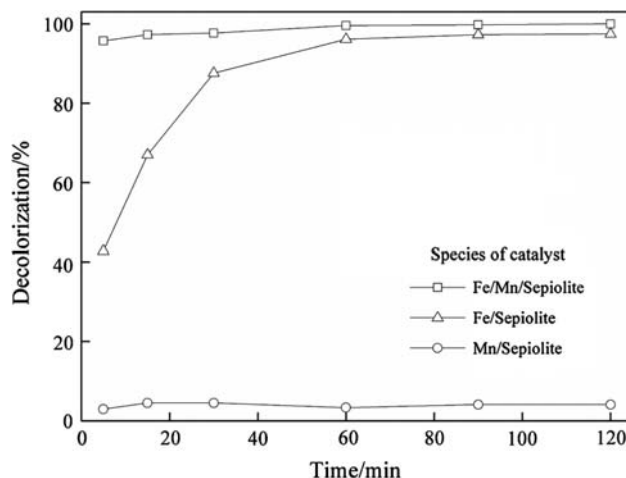 100
80
60
40
20
0
Decolorization/%
Species of catalyst
Fe/Mn/Sepiolite
Fe/Sepiolite
Mn/Sepiolite
0 20 40 60 80 100 120
Time/min